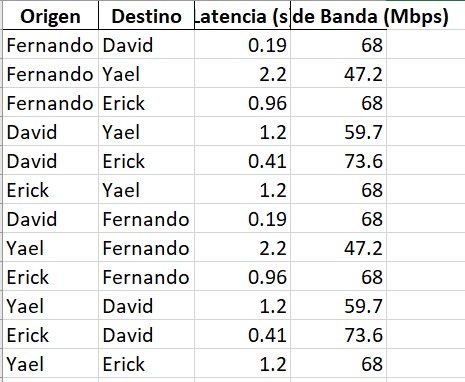 Origen Destino Latencia (s de Banda (Mbps)
Fernando David 0.19 68
Fernando Yael 2.2 47.2
Fernando Erick 0.96 68
David Yael 1.2 59.7
David Erick 0.41 73.6
Erick Yael 1.2 68
David Fernando 0.19 68
Yael Fernando 2.2 47.2
Erick Fernando 0.96 68
Yael David 1.2 59.7
Erick David 0.41 73.6
Yael Erick 1.2 68